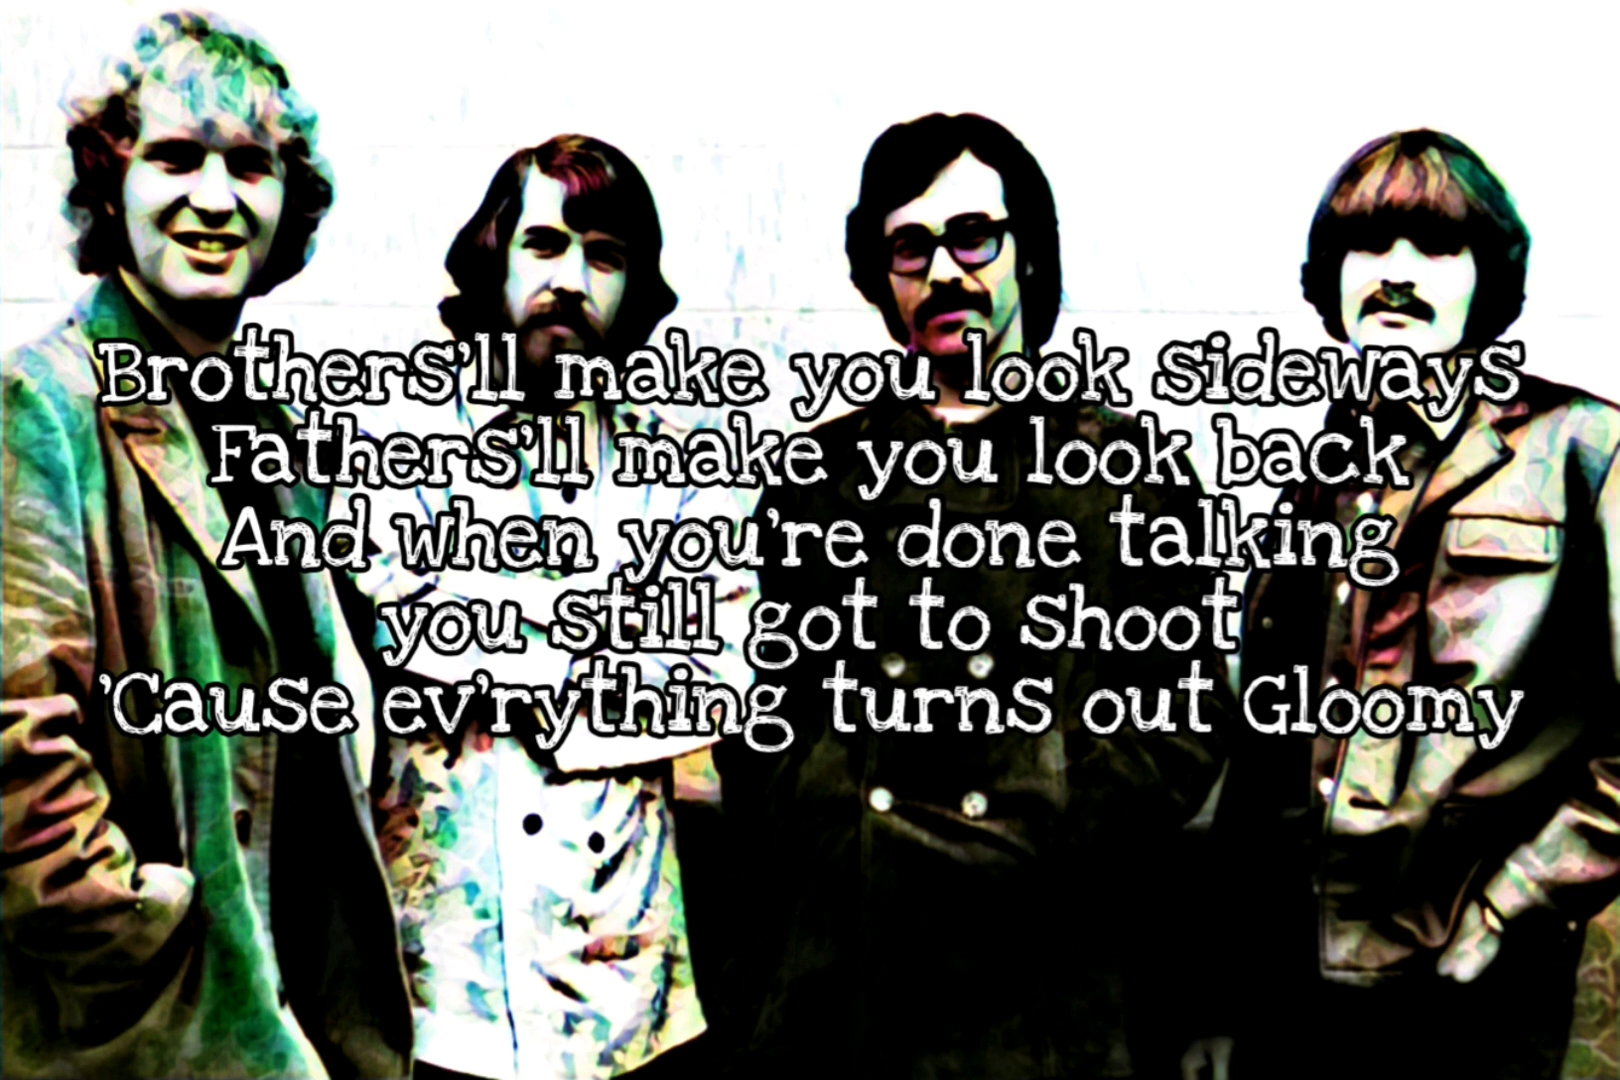 Brothers'll make you look sideways
Fathers'll make you look back
And when you're done talking
you still got to shoot
'Cause ev'rything turns out Gloomy